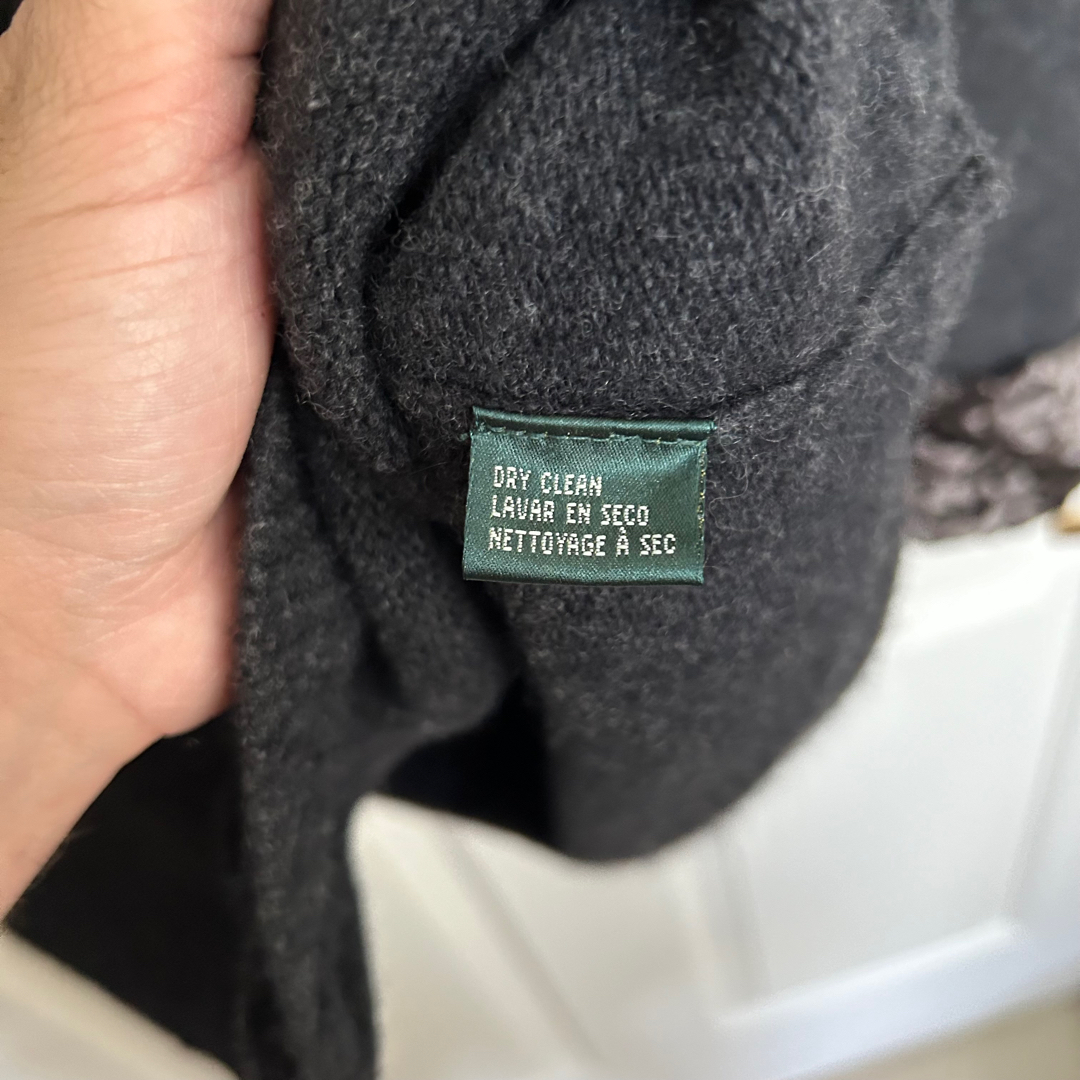 DRY CLEAN
LAVAR EN SECO
NETTOYAGE À SEC